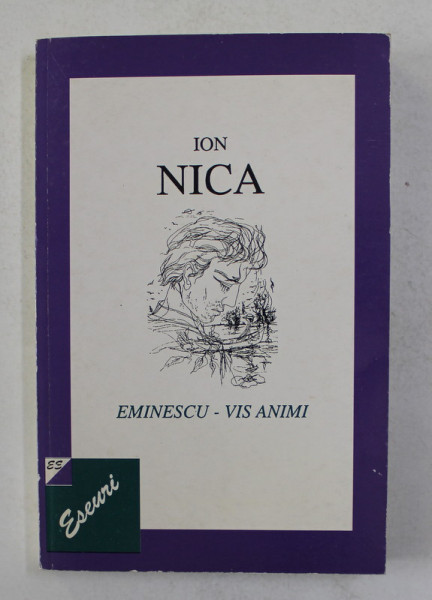 ION
NICA
EMINESCU - VIS ANIMI
ES
Eseuri